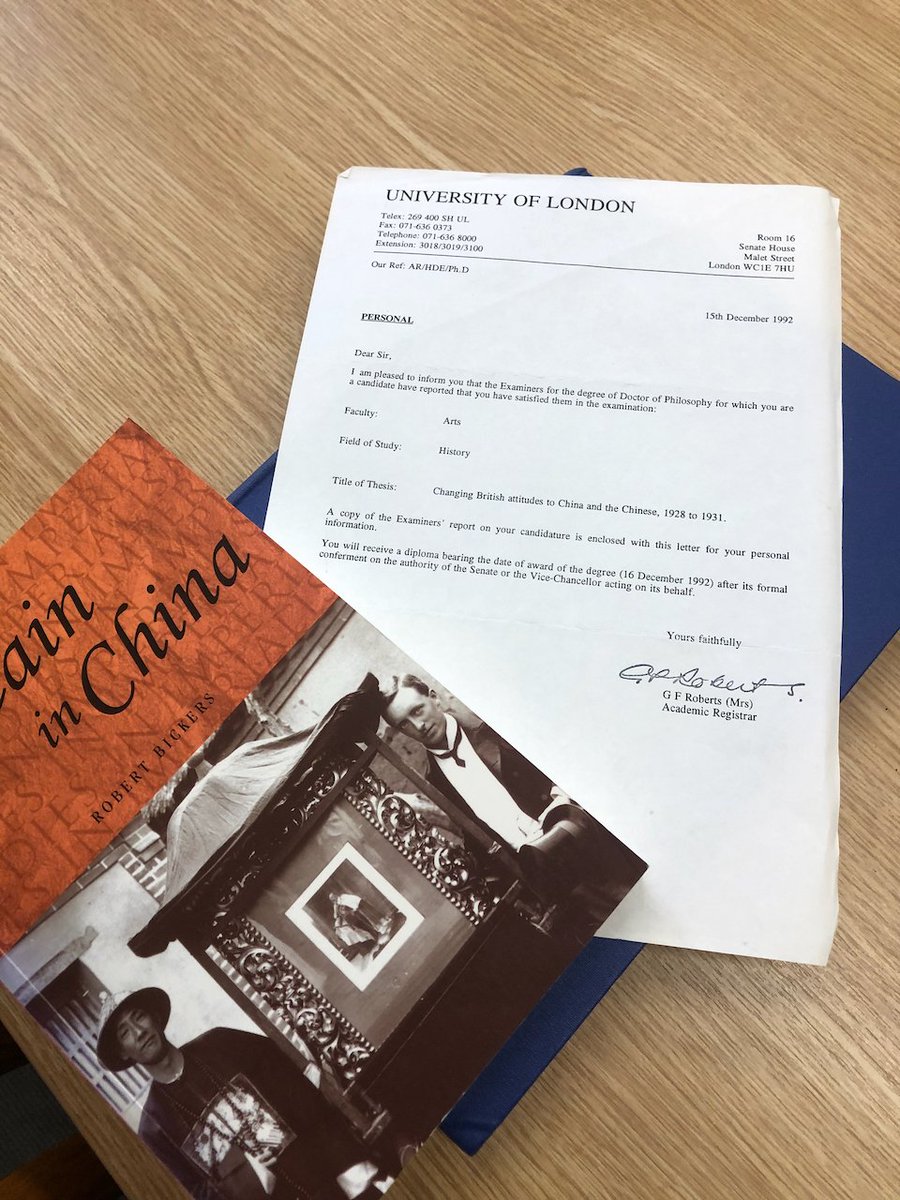 UNIVERSITY OF LONDON
Telex: 269 400 SH UL
Fax: 071-636 0373
Telephone: 071-636 8000
Extension: 3018/3019/3100
Room 16
Senate House
Malet Street
London WC1E 7HU
Our Ref: AR/HDE/Ph.D
PERSONAL
15th December 1992
Dear Sir,
I am pleased to inform you that the Examiners for the degree of Doctor of Philosophy for which you are
a candidate have reported that you have satisfied them in the examination:
Faculty: Arts
Field of Study: History
Title of Thesis: Changing British attitudes to China and the Chinese, 1928 to 1931.
A copy of the Examiners' report on your candidature is enclosed with this letter for your personal
information.
You will receive a diploma bearing the date of award of the degree (16 December 1992) after its formal
conferment on the authority of the Senate or the Vice-Chancellor acting on its behalf.
Yours faithfully
G F Roberts
G F Roberts (Mrs)
Academic Registrar
ain
in China
ROBERT BICKERS